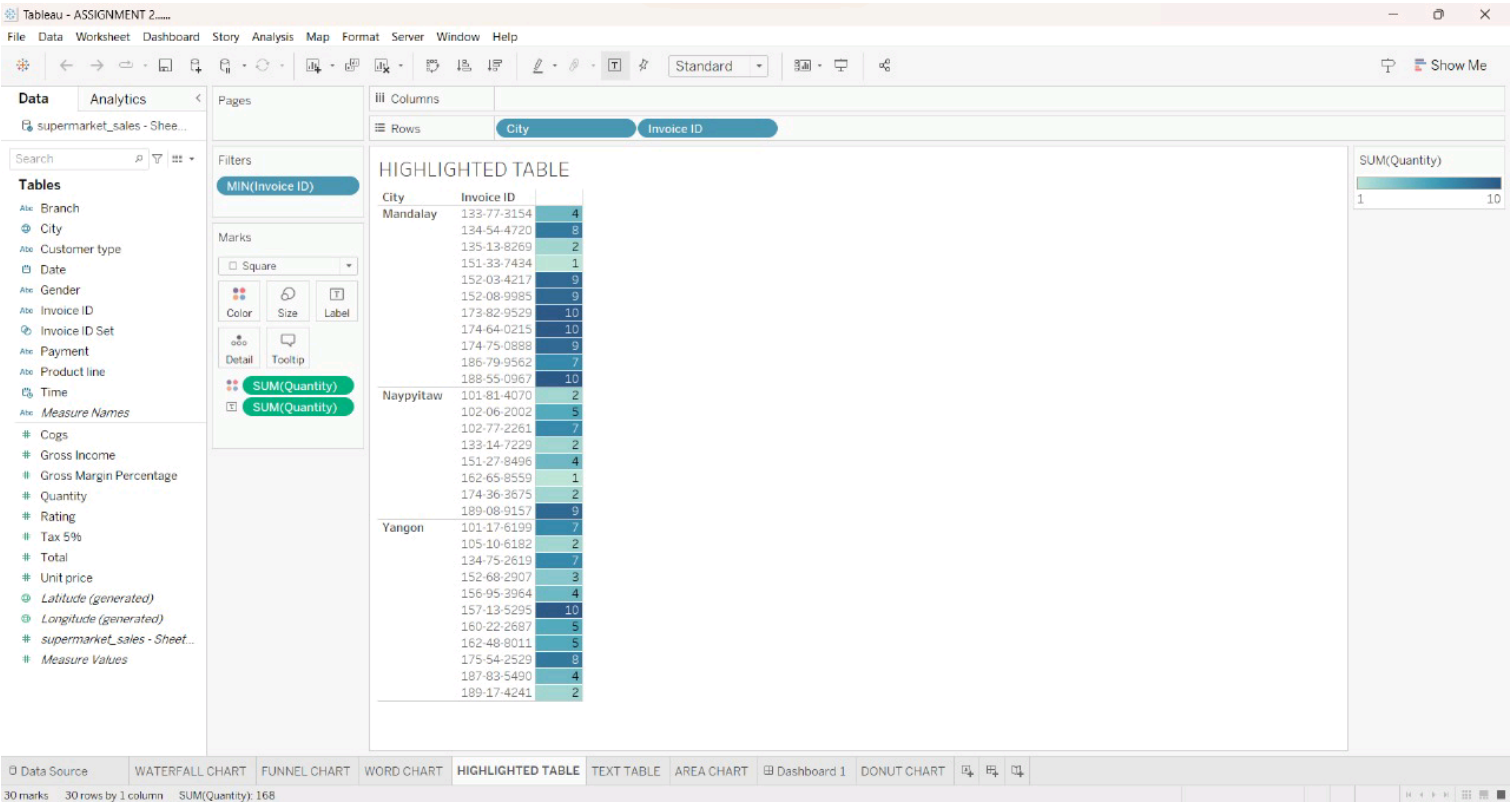 Tableau - ASSIGNMENT 2......
File Data Worksheet Dashboard Story Analysis Map Format Server Window Help
Standard
Show Me
Data Analytics
supermarket_sales - Shee...
Search
Tables
Abc Branch
City
Abc Customer type
Date
Abc Gender
Abc Invoice ID
Invoice ID Set
Abc Payment
Abc Product line
Time
Abc Measure Names
# Cogs
# Gross Income
# Gross Margin Percentage
# Quantity
# Rating
# Tax 5%
# Total
# Unit price
Latitude (generated)
Longitude (generated)
# supermarket_sales - Sheet...
# Measure Values
Pages
Filters
MIN(Invoice ID)
Marks
Square
Color Size Label
Detail Tooltip
SUM(Quantity)
SUM(Quantity)
Columns
Rows City Invoice ID
HIGHLIGHTED TABLE
City Invoice ID
Mandalay 133-77-3154 4
134-54-4720 8
135-13-8269 2
151-33-7434 1
152-03-4217 9
152-08-9985 9
173-82-9529 10
174-64-0215 10
174-75-0888 9
186-79-9562 7
188-55-0967 10
Naypyitaw 101-81-4070 2
102-06-2002 5
102-77-2261 7
133-14-7229 2
151-27-8496 4
162-65-8559 1
174-36-3675 2
189-08-9157 9
Yangon 101-17-6199 7
105-10-6182 2
134-75-2619 7
152-68-2907 3
156-95-3964 4
157-13-5295 10
160-22-2687 5
162-48-8011 5
175-54-2529 8
187-83-5490 4
189-17-4241 2
SUM(Quantity)
1 10
Data Source WATERFALL CHART FUNNEL CHART WORD CHART HIGHLIGHTED TABLE TEXT TABLE AREA CHART Dashboard 1 DONUT CHART
30 marks 30 rows by 1 column SUM(Quantity): 168